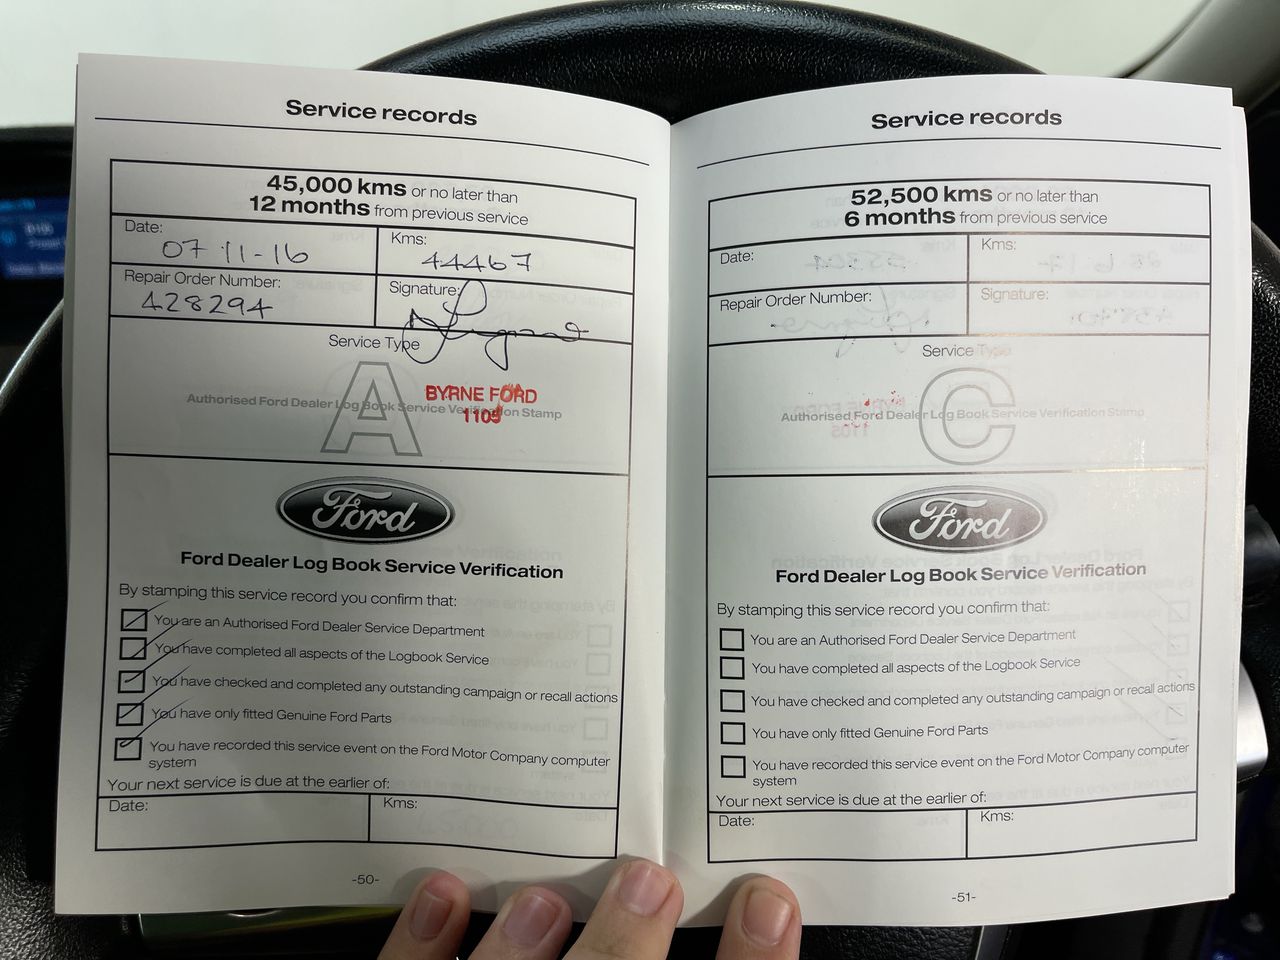 Service records
45,000 kms or no later than
12 months from previous service
Date:
07-11-16
Kms:
44467
Repair Order Number:
428294
Signature:
Service Type
A
Authorised Ford Dealer Log Book Service Verification Stamp
BYRNE FORD
1105
Ford
Ford Dealer Log Book Service Verification
By stamping this service record you confirm that:
You are an Authorised Ford Dealer Service Department
You have completed all aspects of the Logbook Service
You have checked and completed any outstanding campaign or recall actions
You have only fitted Genuine Ford Parts
You have recorded this service event on the Ford Motor Company computer
system
Your next service is due at the earlier of:
Date:
Kms:
-50-
Service records
52,500 kms or no later than
6 months from previous service
Date:
Kms:
Repair Order Number:
Signature:
Service Type
C
Authorised Ford Dealer Log Book Service Verification Stamp
Ford
Ford Dealer Log Book Service Verification
By stamping this service record you confirm that:
You are an Authorised Ford Dealer Service Department
You have completed all aspects of the Logbook Service
You have checked and completed any outstanding campaign or recall actions
You have only fitted Genuine Ford Parts
You have recorded this service event on the Ford Motor Company computer
system
Your next service is due at the earlier of:
Date:
Kms:
-51-